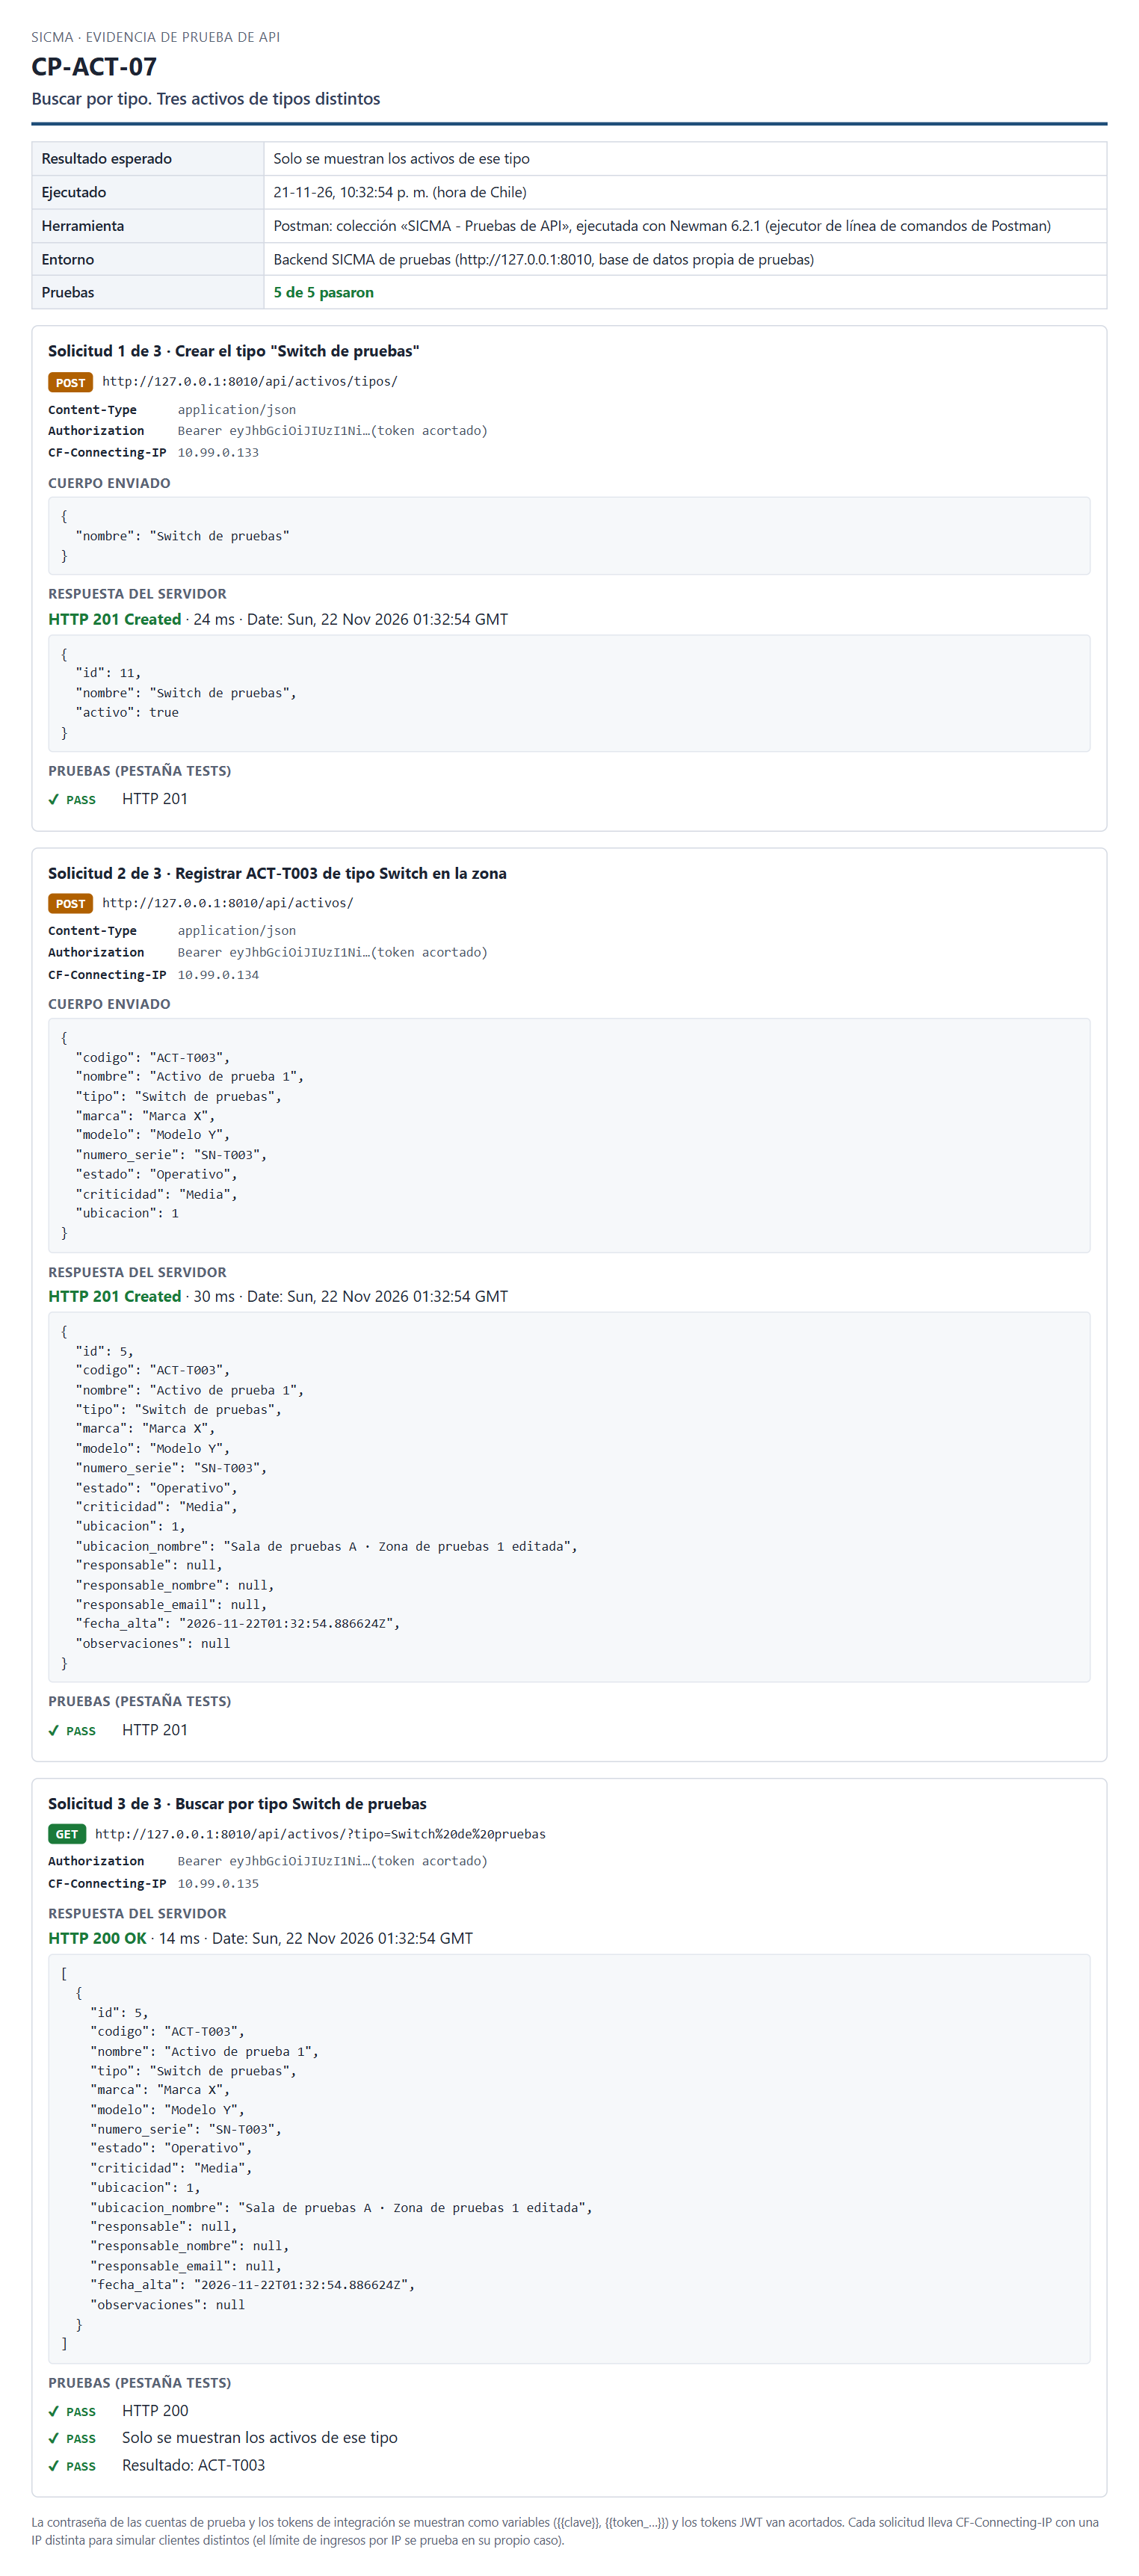 SICMA · EVIDENCIA DE PRUEBA DE API
CP-ACT-07
Buscar por tipo. Tres activos de tipos distintos
Resultado esperado Solo se muestran los activos de ese tipo
Ejecutado 21-11-26, 10:32:54 p. m. (hora de Chile)
Herramienta Postman: colección «SICMA - Pruebas de API», ejecutada con Newman 6.2.1 (ejecutor de línea de comandos de Postman)
Entorno Backend SICMA de pruebas (http://127.0.0.1:8010, base de datos propia de pruebas)
Pruebas 5 de 5 pasaron
Solicitud 1 de 3 · Crear el tipo "Switch de pruebas"
POST http://127.0.0.1:8010/api/activos/tipos/
Content-Type application/json
Authorization Bearer eyJhbGciOiJIUzI1Ni…(token acortado)
CF-Connecting-IP 10.99.0.133
CUERPO ENVIADO
{
  "nombre": "Switch de pruebas"
}
RESPUESTA DEL SERVIDOR
HTTP 201 Created · 24 ms · Date: Sun, 22 Nov 2026 01:32:54 GMT
{
  "id": 11,
  "nombre": "Switch de pruebas",
  "activo": true
}
PRUEBAS (PESTAÑA TESTS)
✔ PASS HTTP 201
Solicitud 2 de 3 · Registrar ACT-T003 de tipo Switch en la zona
POST http://127.0.0.1:8010/api/activos/
Content-Type application/json
Authorization Bearer eyJhbGciOiJIUzI1Ni…(token acortado)
CF-Connecting-IP 10.99.0.134
CUERPO ENVIADO
{
  "codigo": "ACT-T003",
  "nombre": "Activo de prueba 1",
  "tipo": "Switch de pruebas",
  "marca": "Marca X",
  "modelo": "Modelo Y",
  "numero_serie": "SN-T003",
  "estado": "Operativo",
  "criticidad": "Media",
  "ubicacion": 1
}
RESPUESTA DEL SERVIDOR
HTTP 201 Created · 30 ms · Date: Sun, 22 Nov 2026 01:32:54 GMT
{
  "id": 5,
  "codigo": "ACT-T003",
  "nombre": "Activo de prueba 1",
  "tipo": "Switch de pruebas",
  "marca": "Marca X",
  "modelo": "Modelo Y",
  "numero_serie": "SN-T003",
  "estado": "Operativo",
  "criticidad": "Media",
  "ubicacion": 1,
  "ubicacion_nombre": "Sala de pruebas A · Zona de pruebas 1 editada",
  "responsable": null,
  "responsable_nombre": null,
  "responsable_email": null,
  "fecha_alta": "2026-11-22T01:32:54.886624Z",
  "observaciones": null
}
PRUEBAS (PESTAÑA TESTS)
✔ PASS HTTP 201
Solicitud 3 de 3 · Buscar por tipo Switch de pruebas
GET http://127.0.0.1:8010/api/activos/?tipo=Switch%20de%20pruebas
Authorization Bearer eyJhbGciOiJIUzI1Ni…(token acortado)
CF-Connecting-IP 10.99.0.135
RESPUESTA DEL SERVIDOR
HTTP 200 OK · 14 ms · Date: Sun, 22 Nov 2026 01:32:54 GMT
[
  {
    "id": 5,
    "codigo": "ACT-T003",
    "nombre": "Activo de prueba 1",
    "tipo": "Switch de pruebas",
    "marca": "Marca X",
    "modelo": "Modelo Y",
    "numero_serie": "SN-T003",
    "estado": "Operativo",
    "criticidad": "Media",
    "ubicacion": 1,
    "ubicacion_nombre": "Sala de pruebas A · Zona de pruebas 1 editada",
    "responsable": null,
    "responsable_nombre": null,
    "responsable_email": null,
    "fecha_alta": "2026-11-22T01:32:54.886624Z",
    "observaciones": null
  }
]
PRUEBAS (PESTAÑA TESTS)
✔ PASS HTTP 200
✔ PASS Solo se muestran los activos de ese tipo
✔ PASS Resultado: ACT-T003
La contraseña de las cuentas de prueba y los tokens de integración se muestran como variables ({{clave}}, {{token_…}}) y los tokens JWT van acortados. Cada solicitud lleva CF-Connecting-IP con una
IP distinta para simular clientes distintos (el límite de ingresos por IP se prueba en su propio caso).